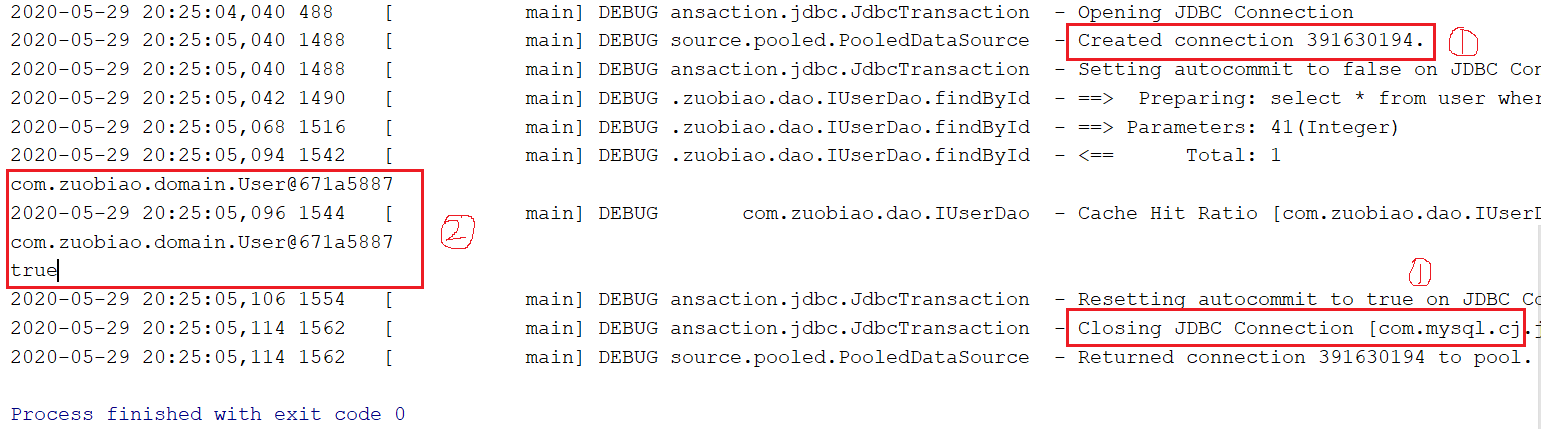 2020-05-29 20:25:04,040 488    [           main] DEBUG ansaction.jdbc.JdbcTransaction  - Opening JDBC Connection
2020-05-29 20:25:05,040 1488   [           main] DEBUG source.pooled.PooledDataSource  - Created connection 391630194. ①
2020-05-29 20:25:05,040 1488   [           main] DEBUG ansaction.jdbc.JdbcTransaction  - Setting autocommit to false on JDBC Con
2020-05-29 20:25:05,042 1490   [           main] DEBUG .zuobiao.dao.IUserDao.findById  - ==>  Preparing: select * from user wher
2020-05-29 20:25:05,068 1516   [           main] DEBUG .zuobiao.dao.IUserDao.findById  - ==> Parameters: 41(Integer)
2020-05-29 20:25:05,094 1542   [           main] DEBUG .zuobiao.dao.IUserDao.findById  - <==      Total: 1
com.zuobiao.domain.User@671a5887
2020-05-29 20:25:05,096 1544   [ ②          main] DEBUG       com.zuobiao.dao.IUserDao  - Cache Hit Ratio [com.zuobiao.dao.IUserD
com.zuobiao.domain.User@671a5887
true ①
2020-05-29 20:25:05,106 1554   [           main] DEBUG ansaction.jdbc.JdbcTransaction  - Resetting autocommit to true on JDBC Co
2020-05-29 20:25:05,114 1562   [           main] DEBUG ansaction.jdbc.JdbcTransaction  - Closing JDBC Connection [com.mysql.cj.j
2020-05-29 20:25:05,114 1562   [           main] DEBUG source.pooled.PooledDataSource  - Returned connection 391630194 to pool.
Process finished with exit code 0